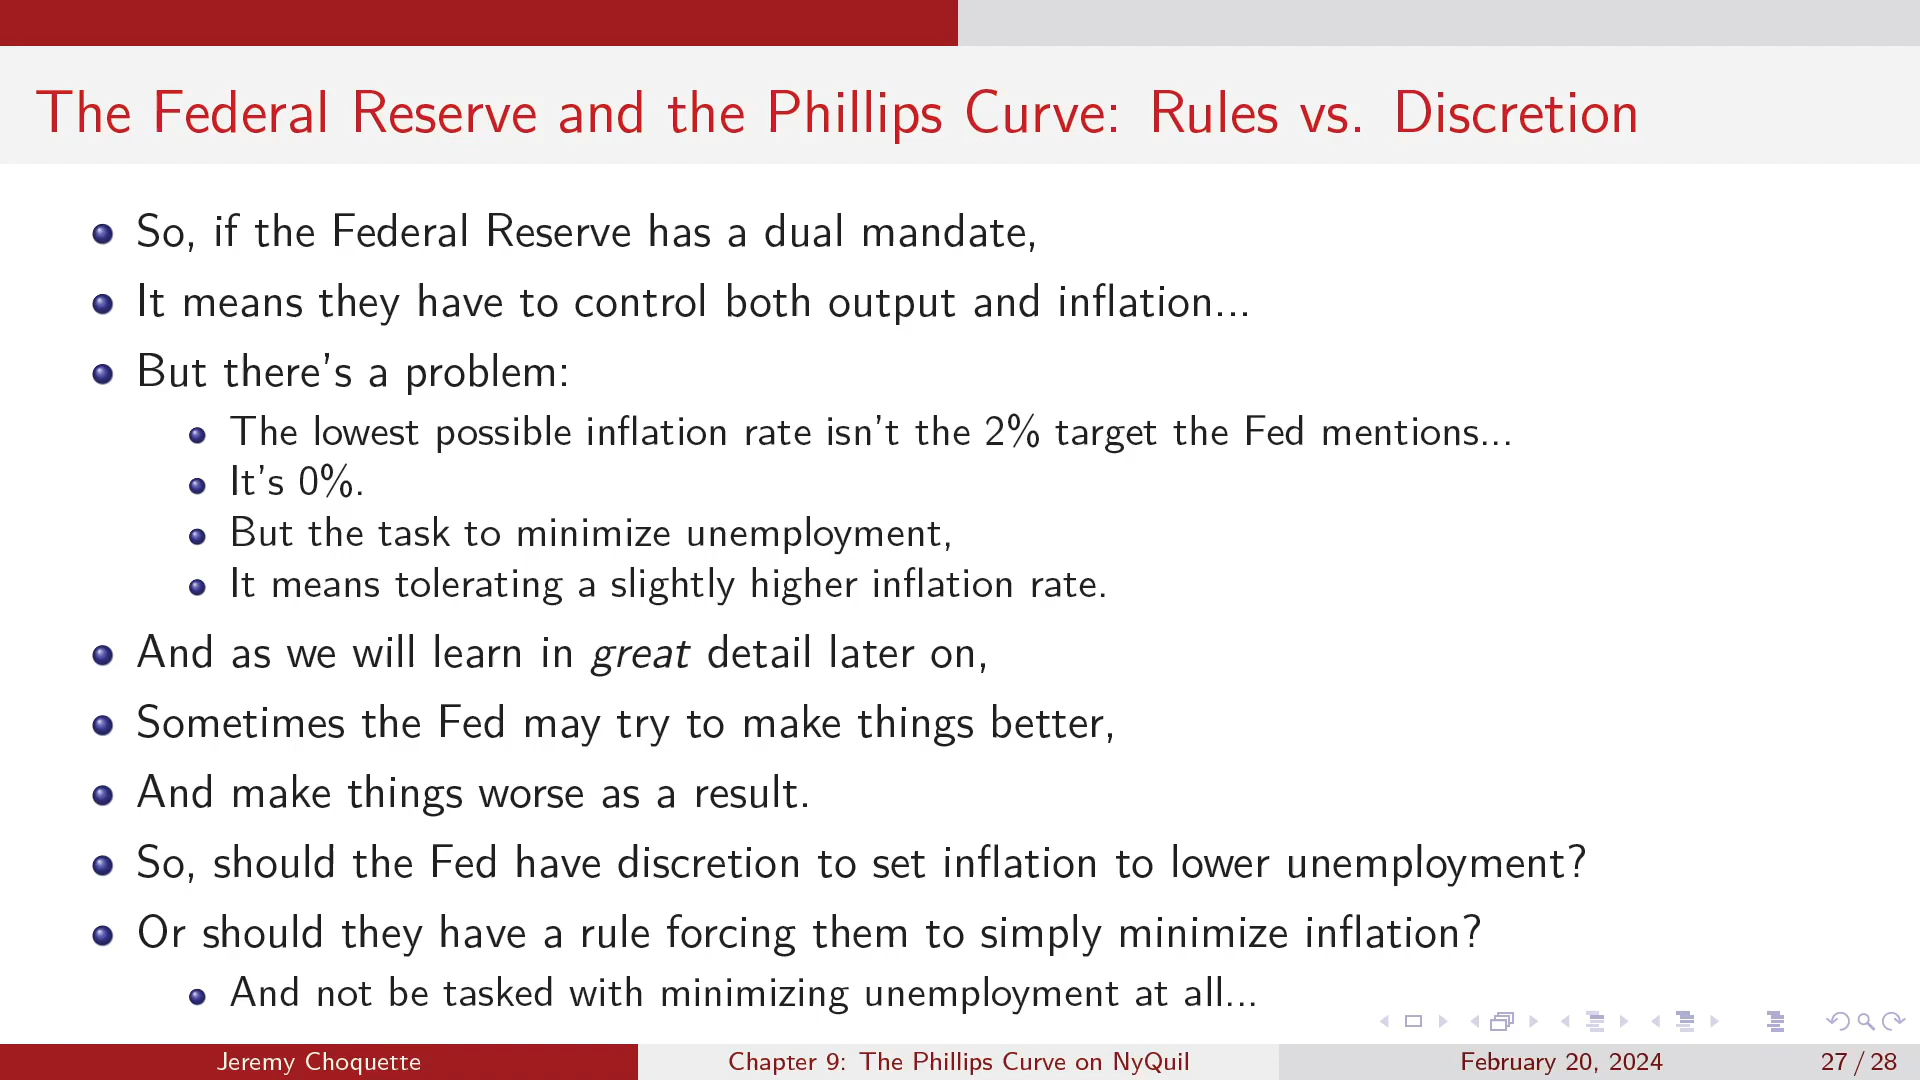 The Federal Reserve and the Phillips Curve: Rules vs. Discretion
So, if the Federal Reserve has a dual mandate,
It means they have to control both output and inflation...
But there's a problem:
The lowest possible inflation rate isn't the 2% target the Fed mentions...
It's 0%.
But the task to minimize unemployment,
It means tolerating a slightly higher inflation rate.
And as we will learn in great detail later on,
Sometimes the Fed may try to make things better,
And make things worse as a result.
So, should the Fed have discretion to set inflation to lower unemployment?
Or should they have a rule forcing them to simply minimize inflation?
And not be tasked with minimizing unemployment at all...
Jeremy Choquette
Chapter 9: The Phillips Curve on NyQuil
February 20, 2024
27 / 28